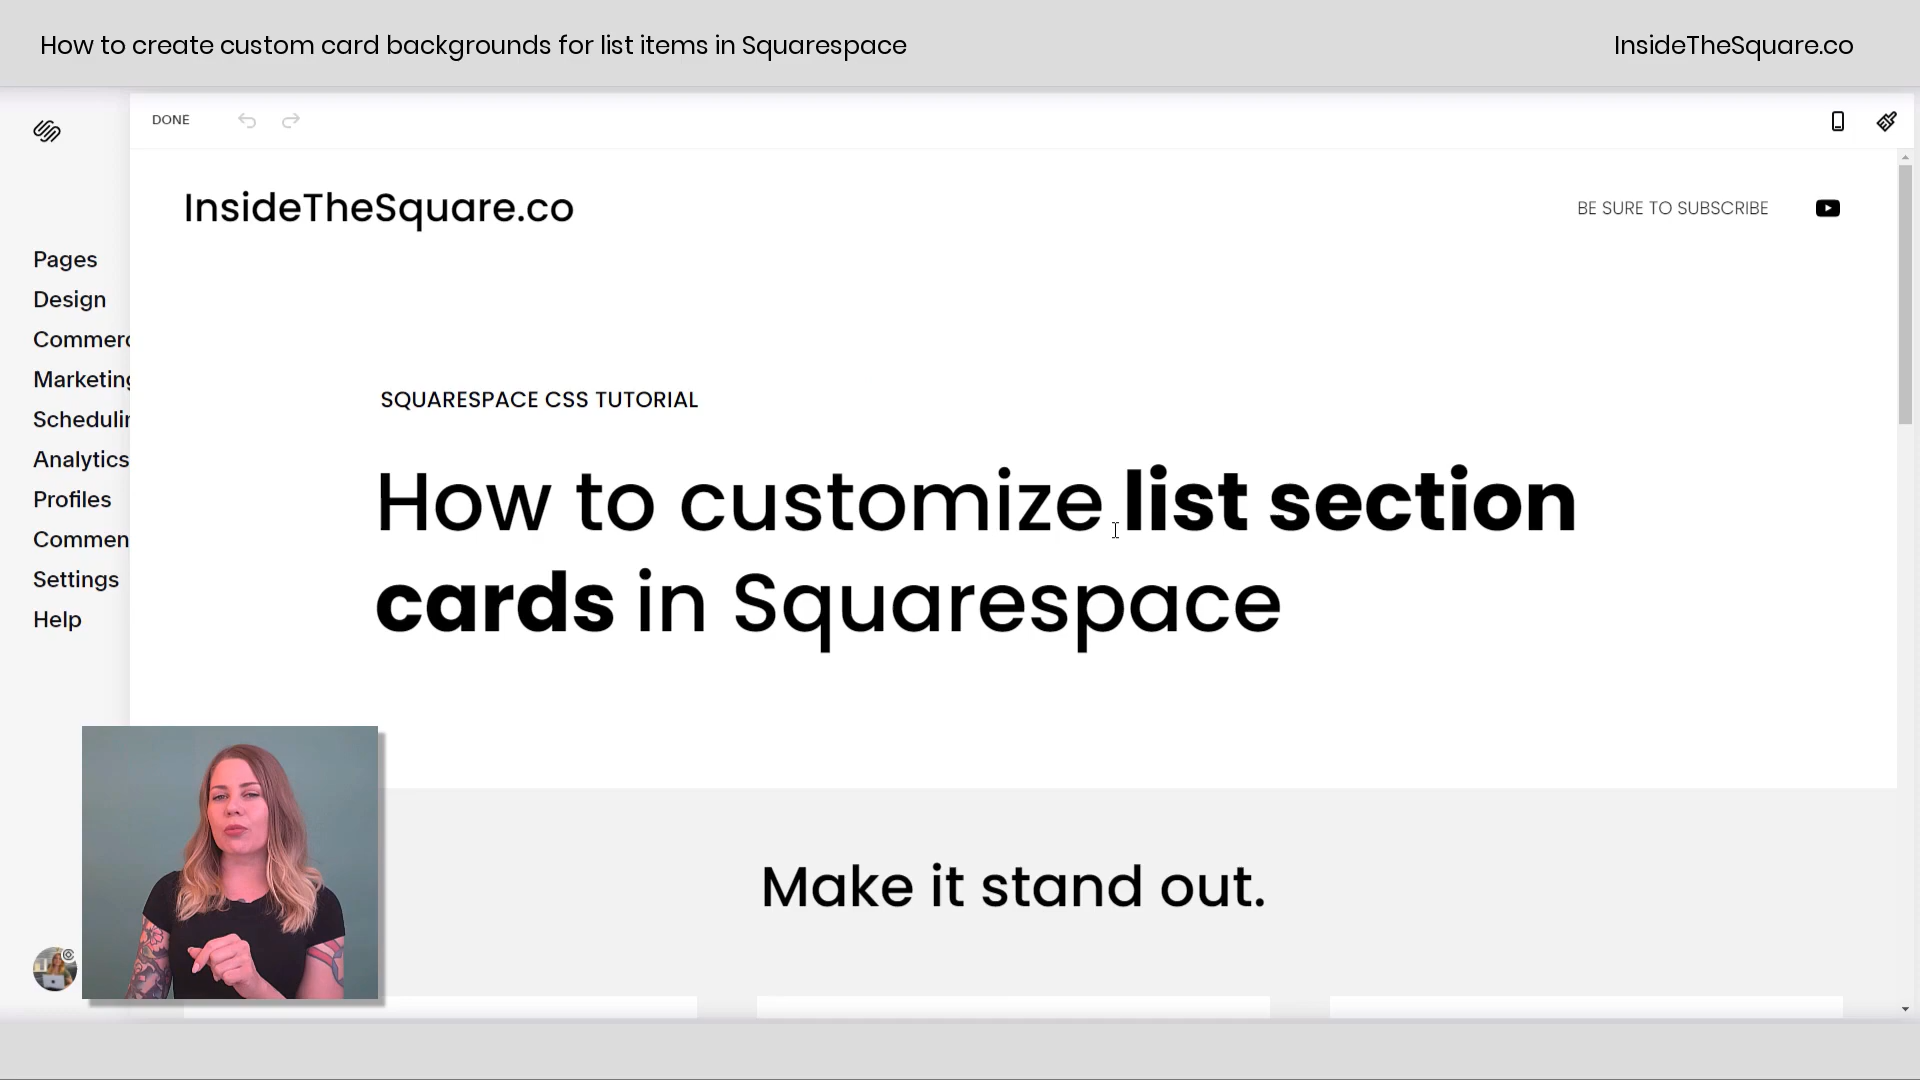 How to create custom card backgrounds for list items in Squarespace
InsideTheSquare.co
DONE
InsideTheSquare.co
BE SURE TO SUBSCRIBE
Pages
Design
Commerc
Marketing
Schedulin
Analytics
Profiles
Commen
Settings
Help
SQUARESPACE CSS TUTORIAL
How to customize list section
cards in Squarespace
Make it stand out.